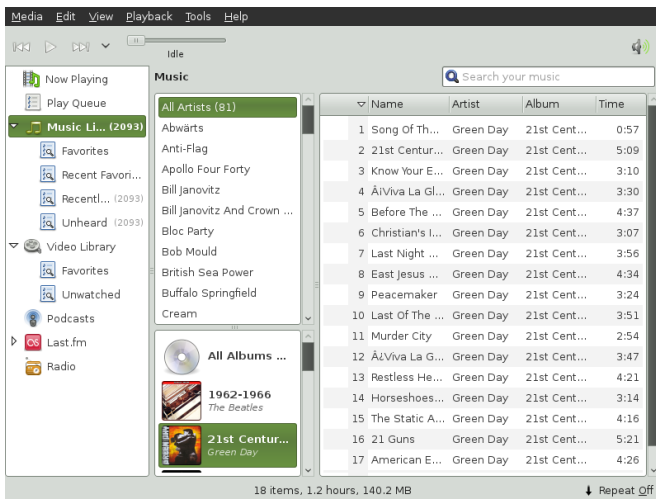 Media Edit View Playback Tools Help
Idle
Now Playing
Play Queue
Music Li... (2093)
Favorites
Recent Favori...
Recentl... (2093)
Unheard (2093)
Video Library
Favorites
Unwatched
Podcasts
Last.fm
Radio
Music
Search your music
All Artists (81)
Abwärts
Anti-Flag
Apollo Four Forty
Bill Janovitz
Bill Janovitz And Crown ...
Bloc Party
Bob Mould
British Sea Power
Buffalo Springfield
Cream
All Albums ...
1962-1966
The Beatles
21st Centur...
Green Day
Name Artist Album Time
1 Song Of Th... Green Day 21st Cent... 0:57
2 21st Centur... Green Day 21st Cent... 5:09
3 Know Your E... Green Day 21st Cent... 3:10
4 Â¡Viva La Gl... Green Day 21st Cent... 3:30
5 Before The ... Green Day 21st Cent... 4:37
6 Christian's I... Green Day 21st Cent... 3:07
7 Last Night ... Green Day 21st Cent... 3:56
8 East Jesus ... Green Day 21st Cent... 4:34
9 Peacemaker Green Day 21st Cent... 3:24
10 Last Of The ... Green Day 21st Cent... 3:51
11 Murder City Green Day 21st Cent... 2:54
12 Â¿Viva La G... Green Day 21st Cent... 3:47
13 Restless He... Green Day 21st Cent... 4:21
14 Horseshoes... Green Day 21st Cent... 3:14
15 The Static A... Green Day 21st Cent... 4:16
16 21 Guns Green Day 21st Cent... 5:21
17 American E... Green Day 21st Cent... 4:26
18 items, 1.2 hours, 140.2 MB
Repeat Off